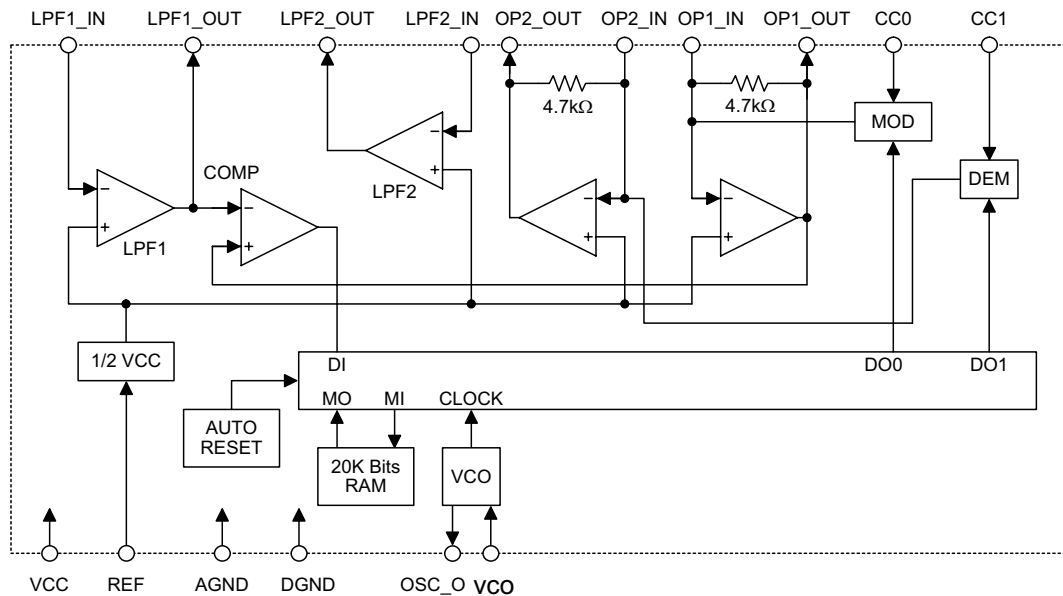 LPF1_IN LPF1_OUT LPF2_OUT LPF2_IN OP2_OUT OP2_IN OP1_IN OP1_OUT CC0 CC1
4.7kΩ 4.7kΩ
MOD
COMP
LPF2
DEM
LPF1
1/2 VCC
DI DO0 DO1
MO MI CLOCK
AUTO
RESET
20K Bits
RAM
VCO
VCC REF AGND DGND OSC_O VCO